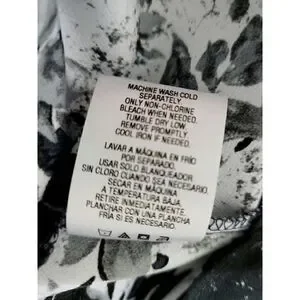 MACHINE WASH COLD
SEPARATELY
ONLY NON-CHLORINE
BLEACH WHEN NEEDED.
TUMBLE DRY LOW.
REMOVE PROMPTLY.
COOL IRON IF NEEDED.
LAVAR A MÁQUINA EN FRÍO
POR SEPARADO.
USAR SOLO BLANQUEADOR
SIN CLORO CUANDO SEA NECESARIO.
SECAR EN MÁQUINA
A TEMPERATURA BAJA.
RETIRE INMEDIATAMENTE.
PLANCHAR CON UNA PLANCHA
FRÍA SI ES NECESARIO.